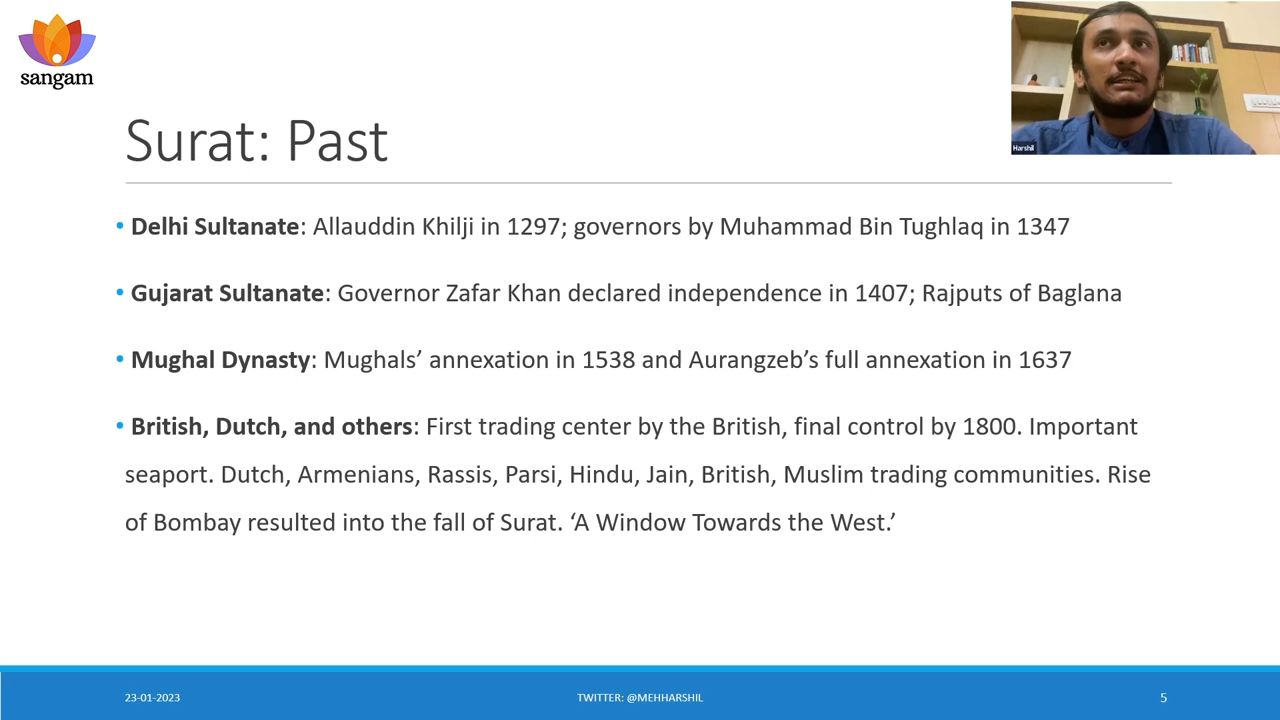 sangam
Harshil
Surat: Past
• Delhi Sultanate: Allauddin Khilji in 1297; governors by Muhammad Bin Tughlaq in 1347
• Gujarat Sultanate: Governor Zafar Khan declared independence in 1407; Rajputs of Baglana
• Mughal Dynasty: Mughals’ annexation in 1538 and Aurangzeb’s full annexation in 1637
• British, Dutch, and others: First trading center by the British, final control by 1800. Important
seaport. Dutch, Armenians, Rassis, Parsi, Hindu, Jain, British, Muslim trading communities. Rise
of Bombay resulted into the fall of Surat. ‘A Window Towards the West.’
23-01-2023
TWITTER: @MEHHARSHIL
5